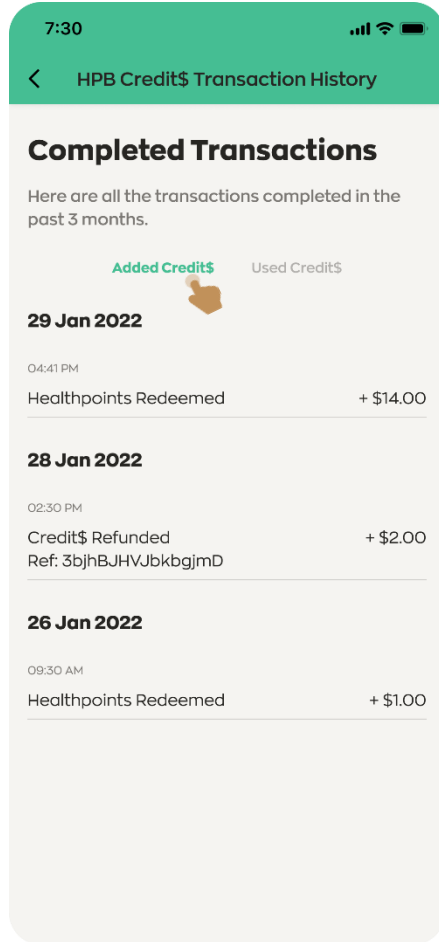 7:30
HPB Credit$ Transaction History
Completed Transactions
Here are all the transactions completed in the
past 3 months.
Added Credit$ Used Credit$
29 Jan 2022
04:41 PM
Healthpoints Redeemed + $14.00
28 Jan 2022
02:30 PM
Credit$ Refunded + $2.00
Ref: 3bjhBJHVJbkbgjmD
26 Jan 2022
09:30 AM
Healthpoints Redeemed + $1.00